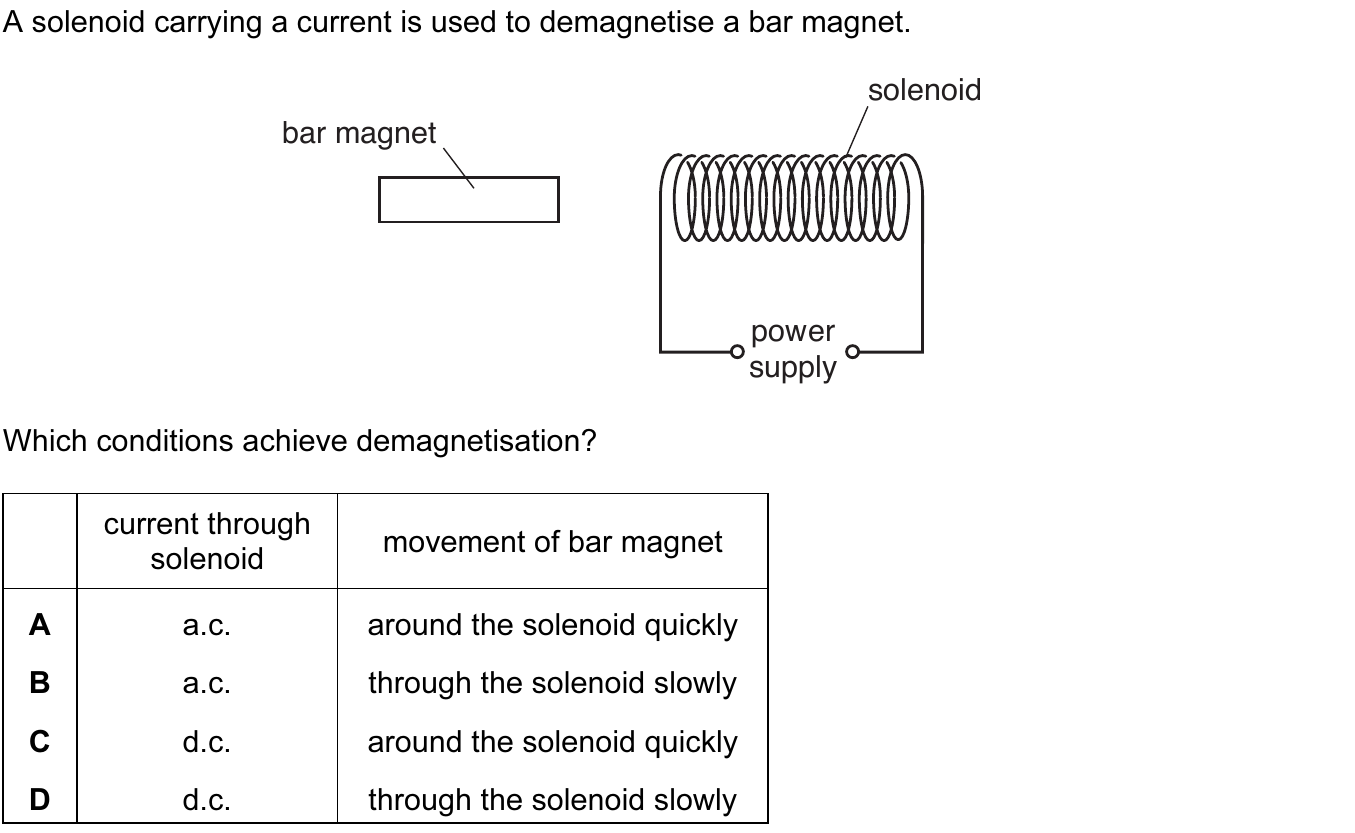 A solenoid carrying a current is used to demagnetise a bar magnet.
solenoid
bar magnet
power
supply
Which conditions achieve demagnetisation?
current through
solenoid
movement of bar magnet
A a.c. around the solenoid quickly
B a.c. through the solenoid slowly
C d.c. around the solenoid quickly
D d.c. through the solenoid slowly